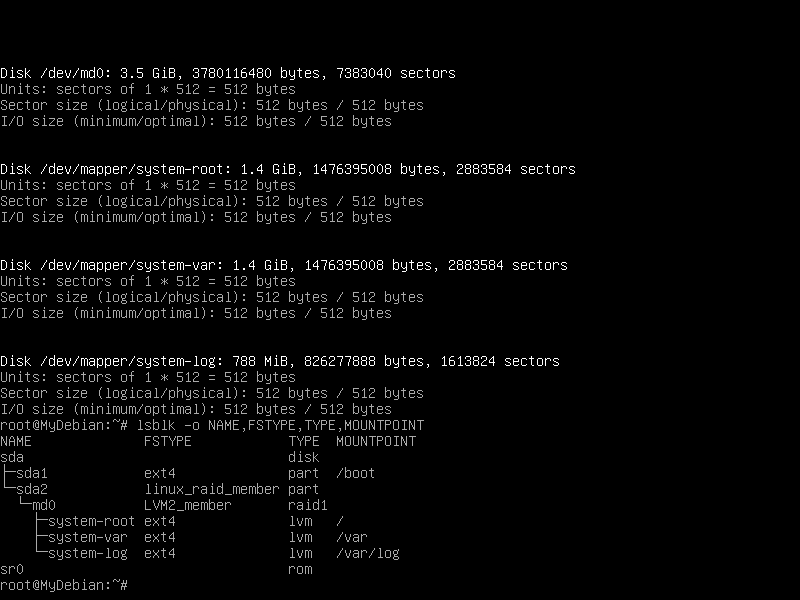 Disk /dev/md0: 3.5 GiB, 3780116480 bytes, 7383040 sectors
Units: sectors of 1 * 512 = 512 bytes
Sector size (logical/physical): 512 bytes / 512 bytes
I/O size (minimum/optimal): 512 bytes / 512 bytes
Disk /dev/mapper/system-root: 1.4 GiB, 1476395008 bytes, 2883584 sectors
Units: sectors of 1 * 512 = 512 bytes
Sector size (logical/physical): 512 bytes / 512 bytes
I/O size (minimum/optimal): 512 bytes / 512 bytes
Disk /dev/mapper/system-var: 1.4 GiB, 1476395008 bytes, 2883584 sectors
Units: sectors of 1 * 512 = 512 bytes
Sector size (logical/physical): 512 bytes / 512 bytes
I/O size (minimum/optimal): 512 bytes / 512 bytes
Disk /dev/mapper/system-log: 788 MiB, 826277888 bytes, 1613824 sectors
Units: sectors of 1 * 512 = 512 bytes
Sector size (logical/physical): 512 bytes / 512 bytes
I/O size (minimum/optimal): 512 bytes / 512 bytes
root@MyDebian:~# lsblk -o NAME,FSTYPE,TYPE,MOUNTPOINT
NAME              FSTYPE            TYPE  MOUNTPOINT
sda                                 disk
├─sda1            ext4              part  /boot
└─sda2            linux_raid_member part
  └─md0           LVM2_member       raid1
    ├─system-root ext4              lvm   /
    ├─system-var  ext4              lvm   /var
    └─system-log  ext4              lvm   /var/log
sr0                                 rom
root@MyDebian:~#